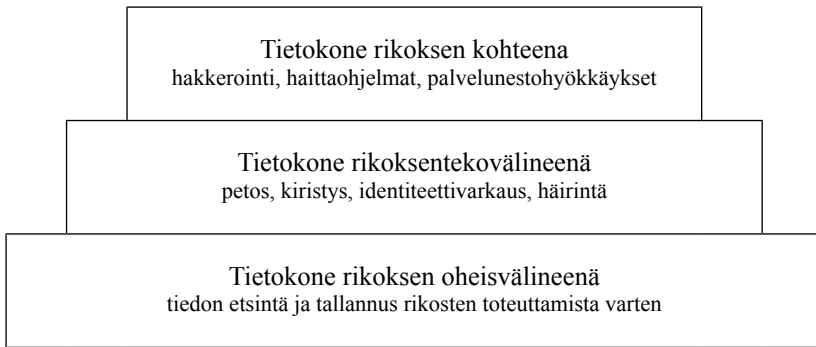 Tietokone rikoksen kohteena
hakkerointi, haittaohjelmat, palvelunestohyökkäykset
Tietokone rikoksentekovälineenä
petos, kiristys, identiteettivarkaus, häirintä
Tietokone rikoksen oheisvälineenä
tiedon etsintä ja tallannus rikosten toteuttamista varten